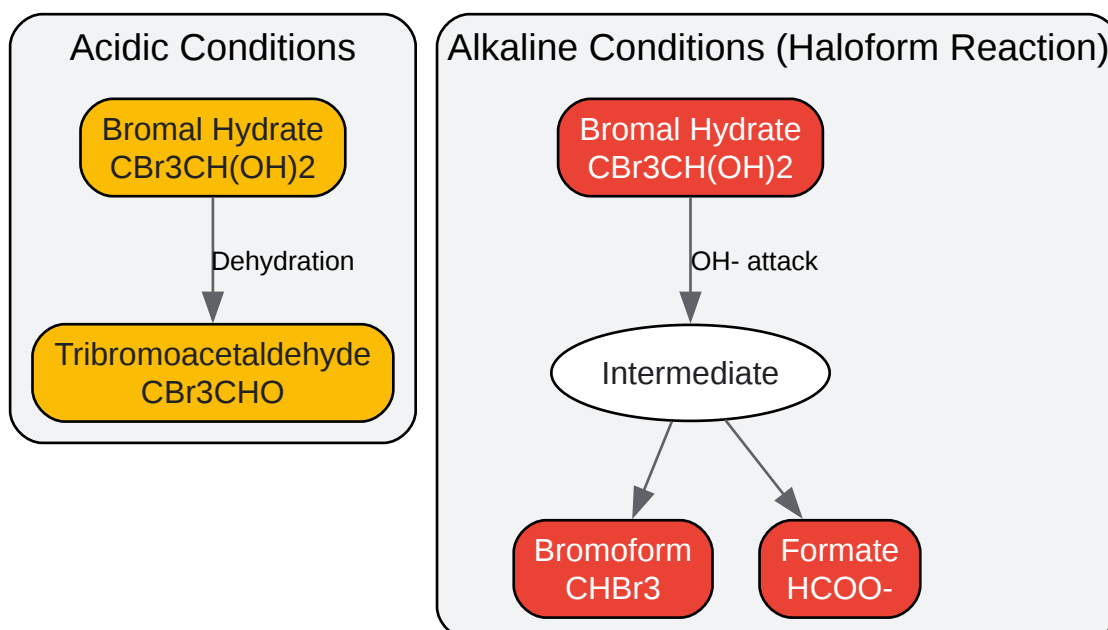 Acidic Conditions
Bromal Hydrate
CBr3CH(OH)2
Dehydration
Tribromoacetaldehyde
CBr3CHO
Alkaline Conditions (Haloform Reaction)
Bromal Hydrate
CBr3CH(OH)2
OH- attack
Intermediate
Bromoform
CHBr3
Formate
HCOO-